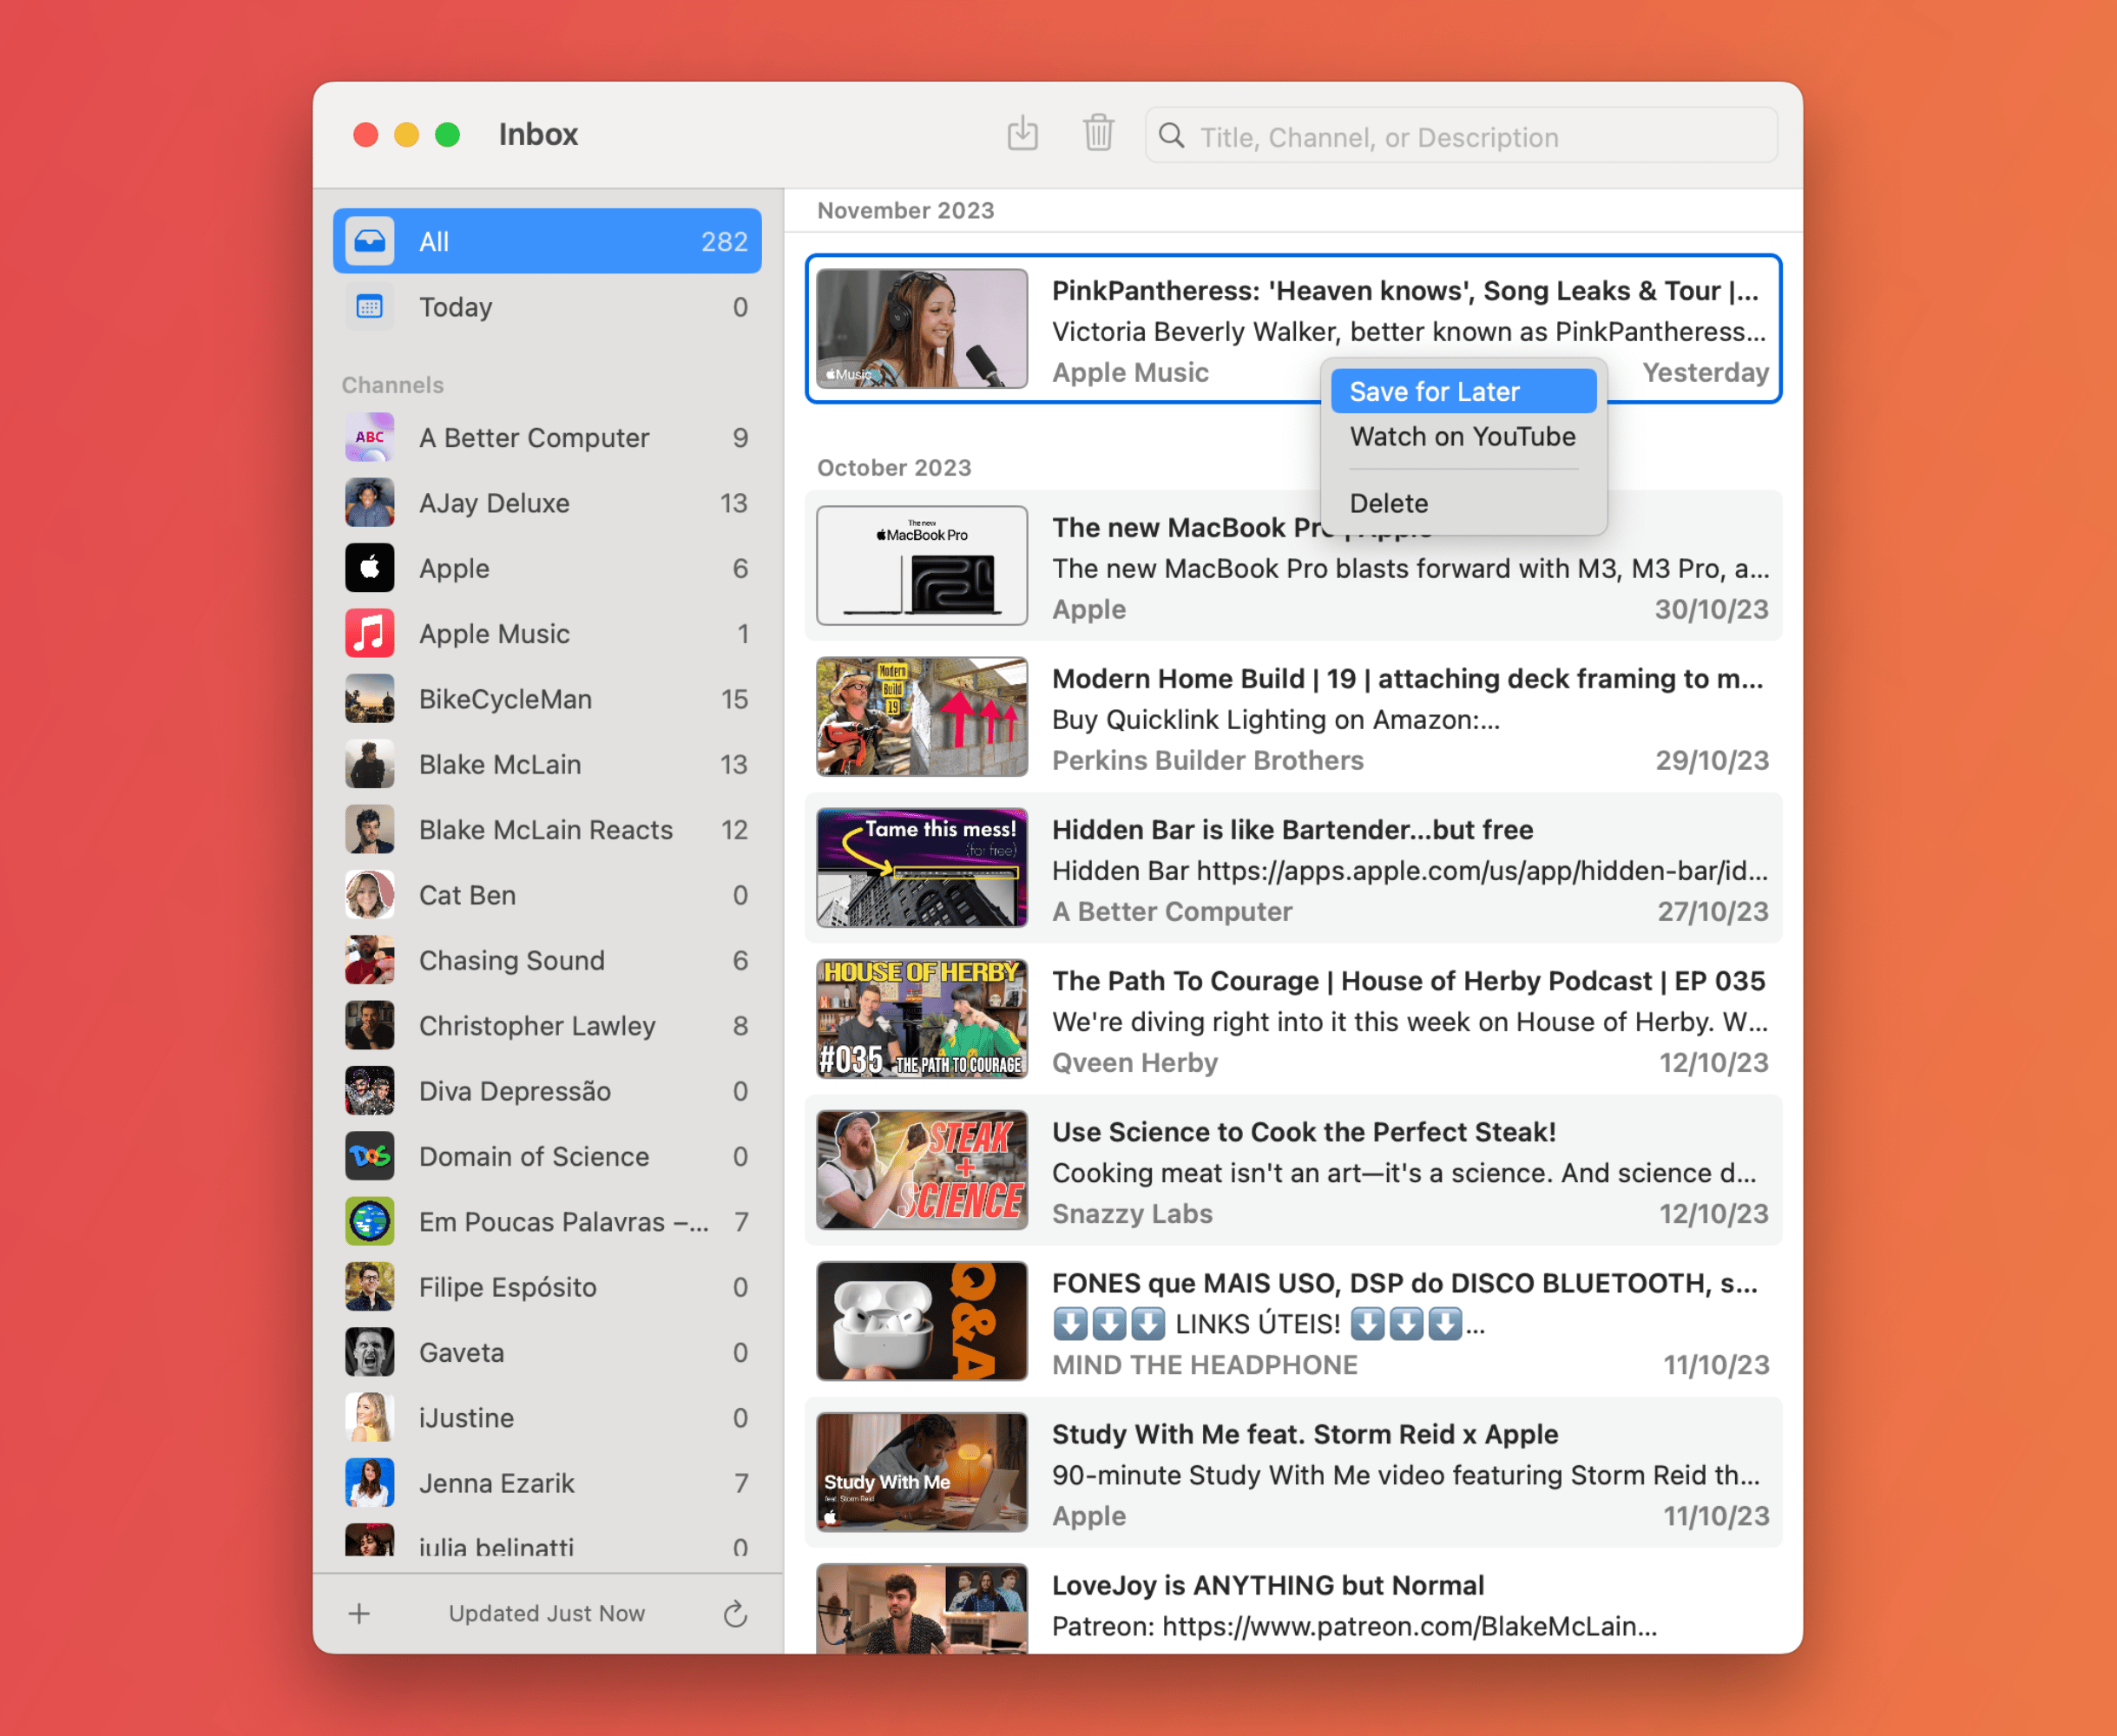 Inbox
Title, Channel, or Description
All 282
Today 0
Channels
ABC
A Better Computer 9
AJay Deluxe 13
Apple 6
Apple Music 1
BikeCycleMan 15
Blake McLain 13
Blake McLain Reacts 12
Cat Ben 0
Chasing Sound 6
Christopher Lawley 8
Diva Depressão 0
DoS
Domain of Science 0
Em Poucas Palavras –... 7
Filipe Espósito 0
Gaveta 0
iJustine 0
Jenna Ezarik 7
julia belinatti 0
Updated Just Now
November 2023
Music
PinkPantheress: 'Heaven knows', Song Leaks & Tour |...
Victoria Beverly Walker, better known as PinkPantheress...
Apple Music Yesterday
Save for Later
Watch on YouTube
Delete
October 2023
The new
MacBook Pro
The new MacBook Pro | Apple
The new MacBook Pro blasts forward with M3, M3 Pro, a...
Apple 30/10/23
Modern
Build
19
Modern Home Build | 19 | attaching deck framing to m...
Buy Quicklink Lighting on Amazon:...
Perkins Builder Brothers 29/10/23
Tame this mess!
(for free)
Hidden Bar is like Bartender...but free
Hidden Bar https://apps.apple.com/us/app/hidden-bar/id...
A Better Computer 27/10/23
HOUSE OF HERBY
#035 THE PATH TO COURAGE
The Path To Courage | House of Herby Podcast | EP 035
We're diving right into it this week on House of Herby. W...
Qveen Herby 12/10/23
STEAK
+
SCIENCE
Use Science to Cook the Perfect Steak!
Cooking meat isn't an art—it's a science. And science d...
Snazzy Labs 12/10/23
Q&A
FONES que MAIS USO, DSP do DISCO BLUETOOTH, s...
⬇️⬇️⬇️ LINKS ÚTEIS! ⬇️⬇️⬇️...
MIND THE HEADPHONE 11/10/23
Study With Me
feat. Storm Reid
Study With Me feat. Storm Reid x Apple
90-minute Study With Me video featuring Storm Reid th...
Apple 11/10/23
LoveJoy is ANYTHING but Normal
Patreon: https://www.patreon.com/BlakeMcLain...